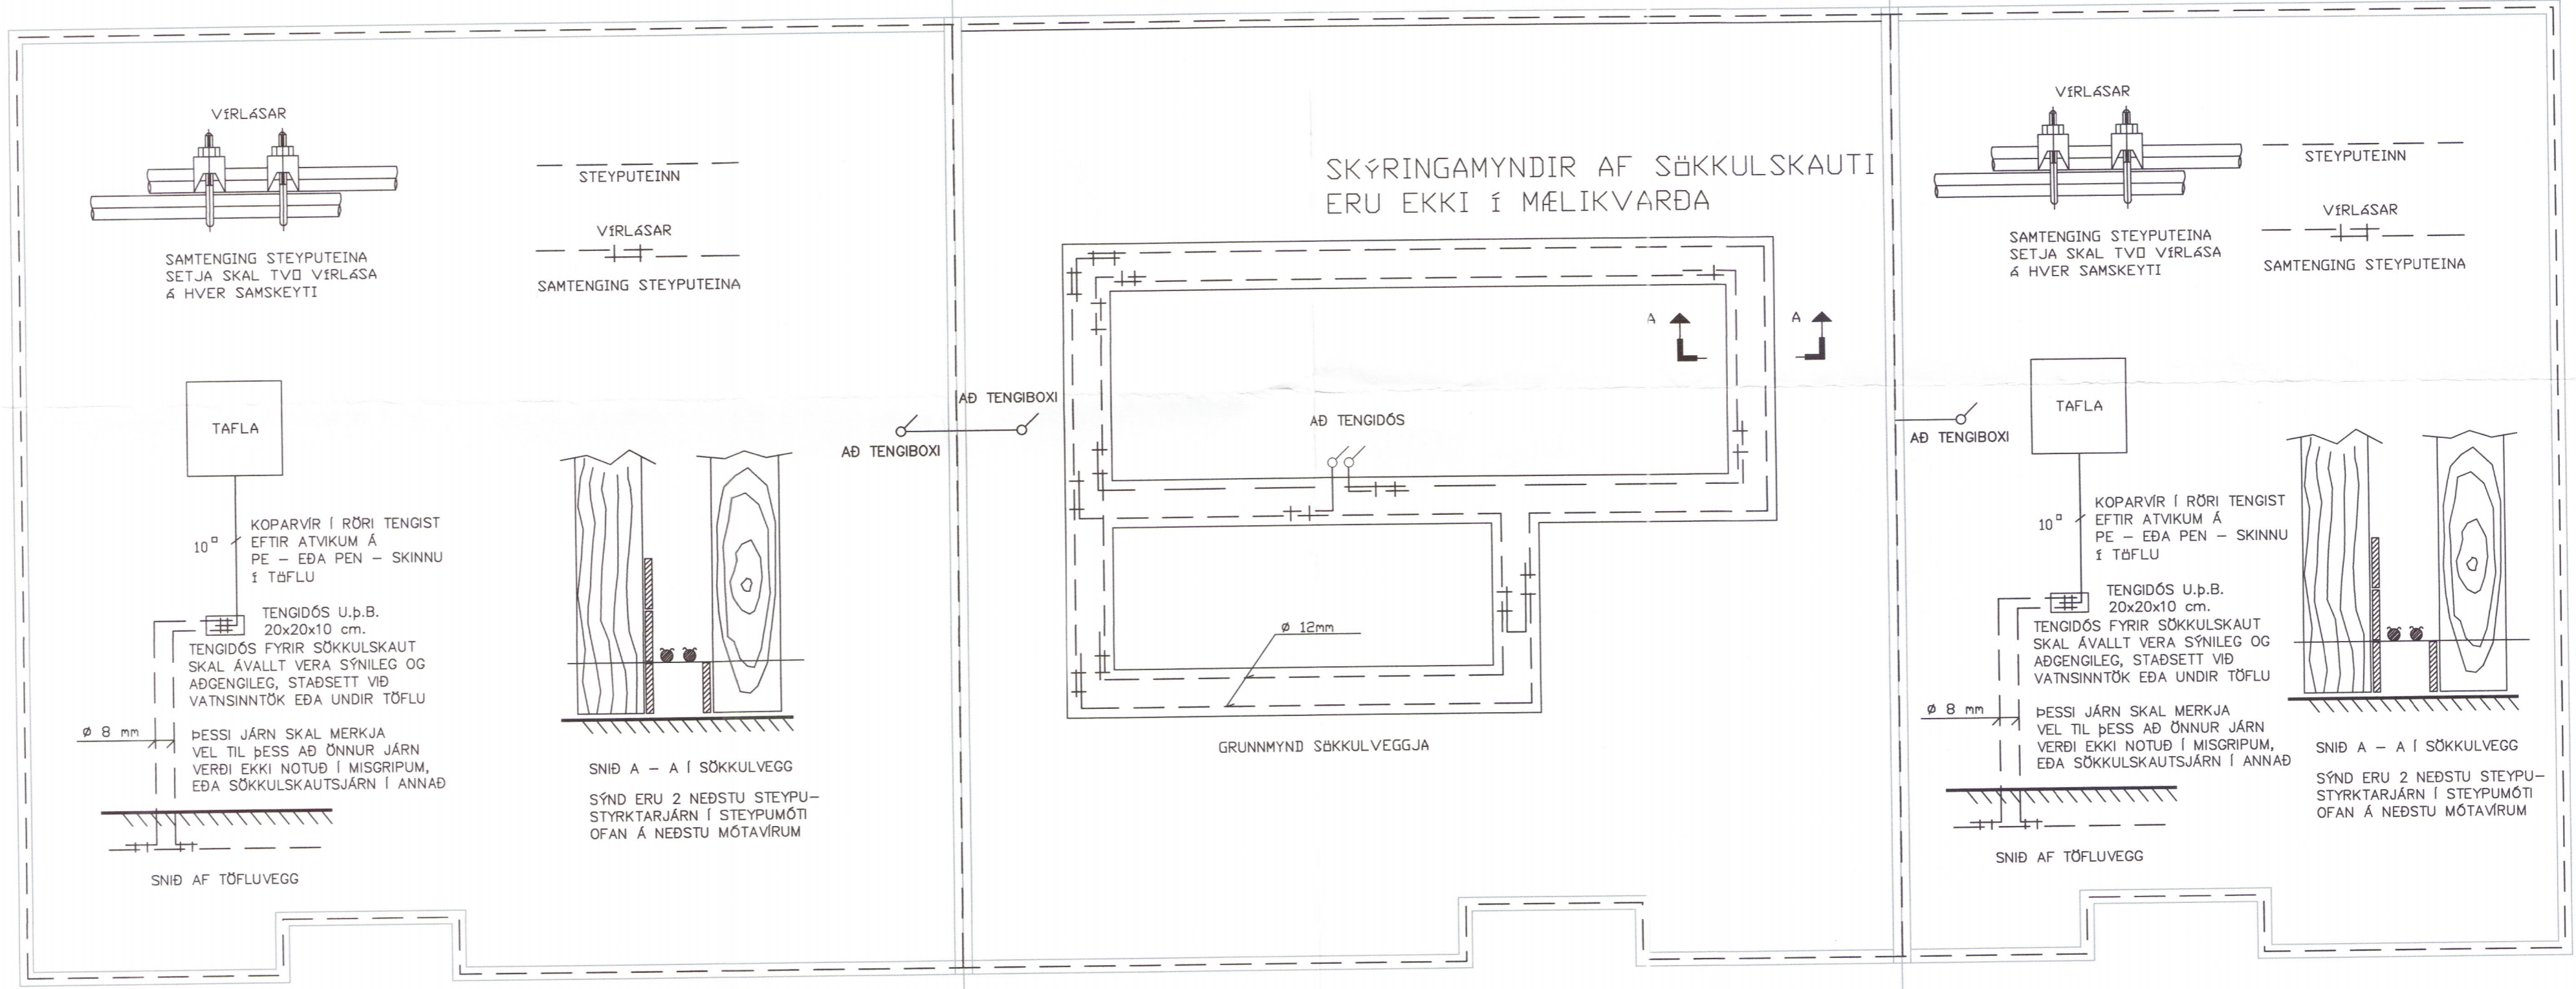 VÍRLÁSAR
SAMTENGING STEYPUTEINA
SETJA SKAL TVO VÍRLÁSA
Á HVER SAMSKEYTI
STEYPUTEINN
VÍRLÁSAR
SAMTENGING STEYPUTEINA
TAFLA
10▫
KOPARVÍR Í RÖRI TENGIST
EFTIR ATVIKUM Á
PE – EÐA PEN – SKINNU
Í TÖFLU
TENGIDÓS U.Þ.B.
20x20x10 cm.
TENGIDÓS FYRIR SÖKKULSKAUT
SKAL ÁVALLT VERA SÝNILEG OG
AÐGENGILEG, STAÐSETT VIÐ
VATNSINNTÖK EÐA UNDIR TÖFLU
Ø 8 mm
ÞESSI JÁRN SKAL MERKJA
VEL TIL ÞESS AÐ ÖNNUR JÁRN
VERÐI EKKI NOTUÐ Í MISGRIPUM,
EÐA SÖKKULSKAUTSJÁRN Í ANNAÐ
SNIÐ AF TÖFLUVEGG
SNIÐ A – A Í SÖKKULVEGG
SÝND ERU 2 NEÐSTU STEYPU–
STYRKTARJÁRN Í STEYPUMÓTI
OFAN Á NEÐSTU MÓTAVÍRUM
AÐ TENGIBOXI
AÐ TENGIBOXI
SKÝRINGAMYNDIR AF SÖKKULSKAUTI
ERU EKKI Í MÆLIKVARÐA
A
A
AÐ TENGIDÓS
Ø 12mm
GRUNNMYND SÖKKULVEGGJA
VÍRLÁSAR
SAMTENGING STEYPUTEINA
SETJA SKAL TVO VÍRLÁSA
Á HVER SAMSKEYTI
STEYPUTEINN
VÍRLÁSAR
SAMTENGING STEYPUTEINA
AÐ TENGIBOXI
TAFLA
10▫
KOPARVÍR Í RÖRI TENGIST
EFTIR ATVIKUM Á
PE – EÐA PEN – SKINNU
Í TÖFLU
TENGIDÓS U.Þ.B.
20x20x10 cm.
TENGIDÓS FYRIR SÖKKULSKAUT
SKAL ÁVALLT VERA SÝNILEG OG
AÐGENGILEG, STAÐSETT VIÐ
VATNSINNTÖK EÐA UNDIR TÖFLU
Ø 8 mm
ÞESSI JÁRN SKAL MERKJA
VEL TIL ÞESS AÐ ÖNNUR JÁRN
VERÐI EKKI NOTUÐ Í MISGRIPUM,
EÐA SÖKKULSKAUTSJÁRN Í ANNAÐ
SNIÐ AF TÖFLUVEGG
SNIÐ A – A Í SÖKKULVEGG
SÝND ERU 2 NEÐSTU STEYPU–
STYRKTARJÁRN Í STEYPUMÓTI
OFAN Á NEÐSTU MÓTAVÍRUM